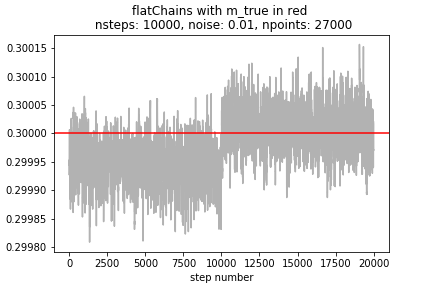 flatChains with m_true in red
nsteps: 10000, noise: 0.01, npoints: 27000
0.30015
0.30010
0.30005
0.30000
0.29995
0.29990
0.29985
0.29980
0 2500 5000 7500 10000 12500 15000 17500 20000
step number